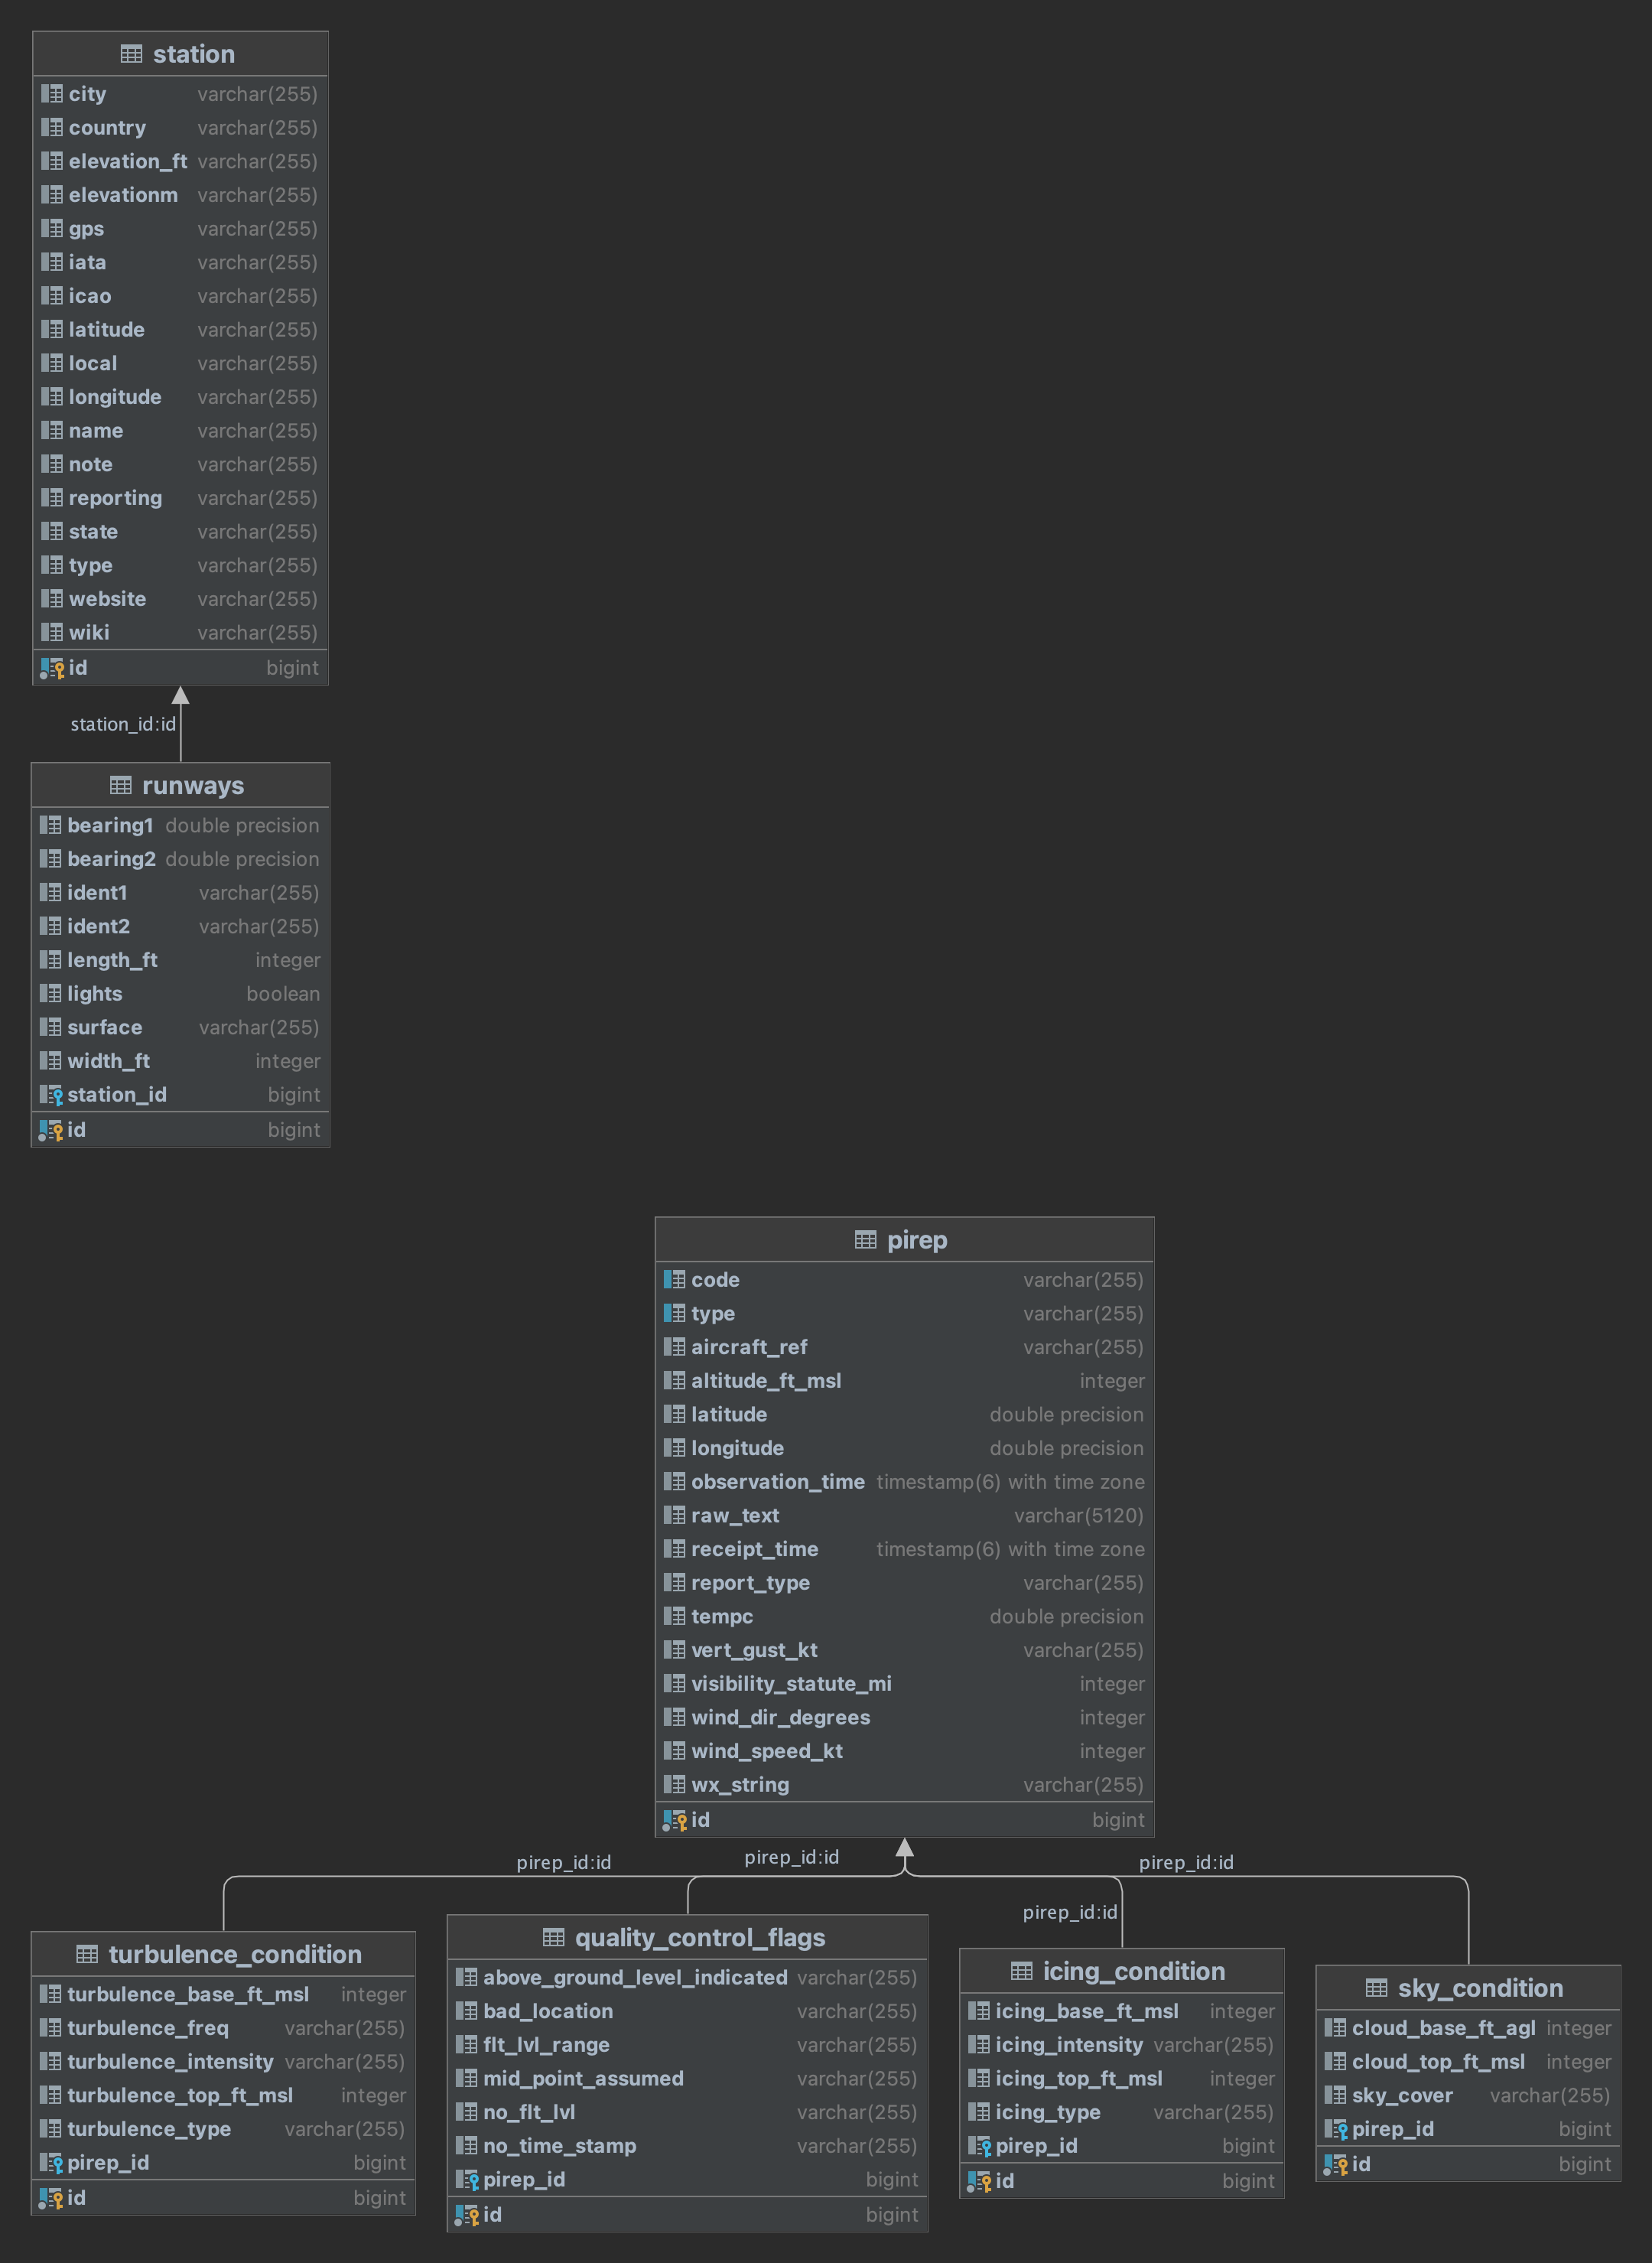 station
city varchar(255)
country varchar(255)
elevation_ft varchar(255)
elevationm varchar(255)
gps varchar(255)
iata varchar(255)
icao varchar(255)
latitude varchar(255)
local varchar(255)
longitude varchar(255)
name varchar(255)
note varchar(255)
reporting varchar(255)
state varchar(255)
type varchar(255)
website varchar(255)
wiki varchar(255)
id bigint
station_id:id
runways
bearing1 double precision
bearing2 double precision
ident1 varchar(255)
ident2 varchar(255)
length_ft integer
lights boolean
surface varchar(255)
width_ft integer
station_id bigint
id bigint
pirep
code varchar(255)
type varchar(255)
aircraft_ref varchar(255)
altitude_ft_msl integer
latitude double precision
longitude double precision
observation_time timestamp(6) with time zone
raw_text varchar(5120)
receipt_time timestamp(6) with time zone
report_type varchar(255)
tempc double precision
vert_gust_kt varchar(255)
visibility_statute_mi integer
wind_dir_degrees integer
wind_speed_kt integer
wx_string varchar(255)
id bigint
pirep_id:id
pirep_id:id
pirep_id:id
pirep_id:id
turbulence_condition
turbulence_base_ft_msl integer
turbulence_freq varchar(255)
turbulence_intensity varchar(255)
turbulence_top_ft_msl integer
turbulence_type varchar(255)
pirep_id bigint
id bigint
quality_control_flags
above_ground_level_indicated varchar(255)
bad_location varchar(255)
flt_lvl_range varchar(255)
mid_point_assumed varchar(255)
no_flt_lvl varchar(255)
no_time_stamp varchar(255)
pirep_id bigint
id bigint
icing_condition
icing_base_ft_msl integer
icing_intensity varchar(255)
icing_top_ft_msl integer
icing_type varchar(255)
pirep_id bigint
id bigint
sky_condition
cloud_base_ft_agl integer
cloud_top_ft_msl integer
sky_cover varchar(255)
pirep_id bigint
id bigint